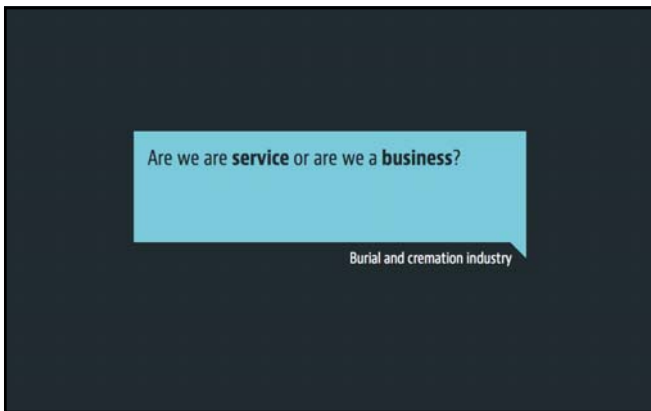 Are we are service or are we a business?
Burial and cremation industry